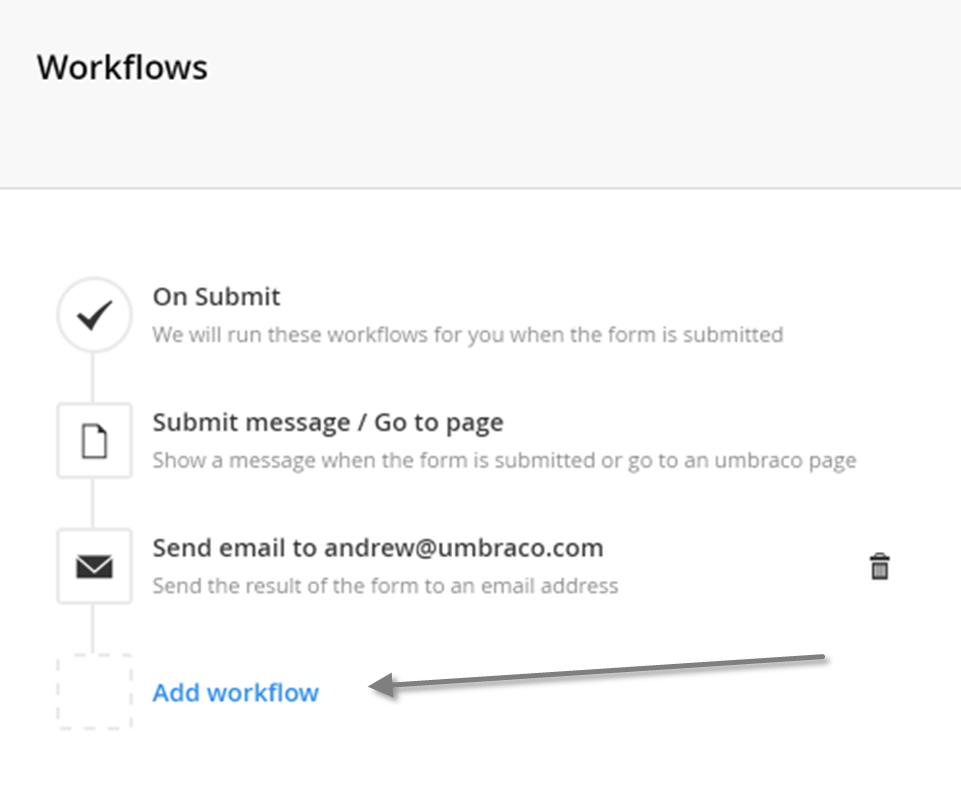 Workflows
On Submit
We will run these workflows for you when the form is submitted
Submit message / Go to page
Show a message when the form is submitted or go to an umbraco page
Send email to andrew@umbraco.com
Send the result of the form to an email address
Add workflow